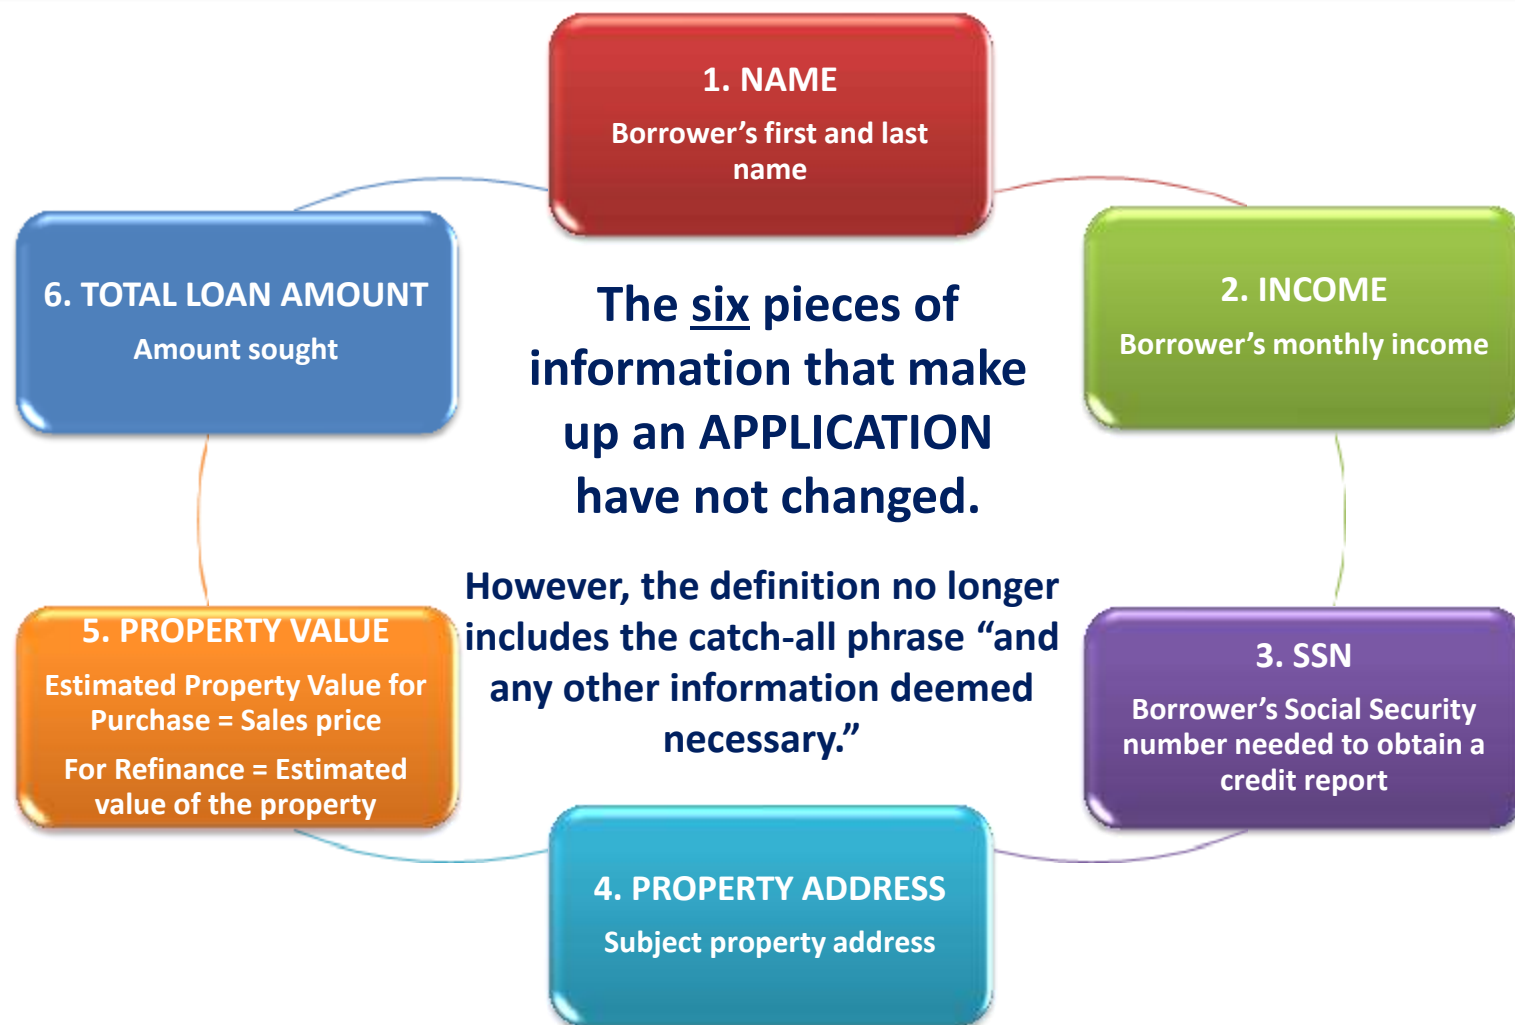 1. NAME
Borrower’s first and last
name
2. INCOME
Borrower’s monthly income
3. SSN
Borrower’s Social Security
number needed to obtain a
credit report
4. PROPERTY ADDRESS
Subject property address
5. PROPERTY VALUE
Estimated Property Value for
Purchase = Sales price
For Refinance = Estimated
value of the property
6. TOTAL LOAN AMOUNT
Amount sought
The six pieces of
information that make
up an APPLICATION
have not changed.
However, the definition no longer
includes the catch-all phrase “and
any other information deemed
necessary.”